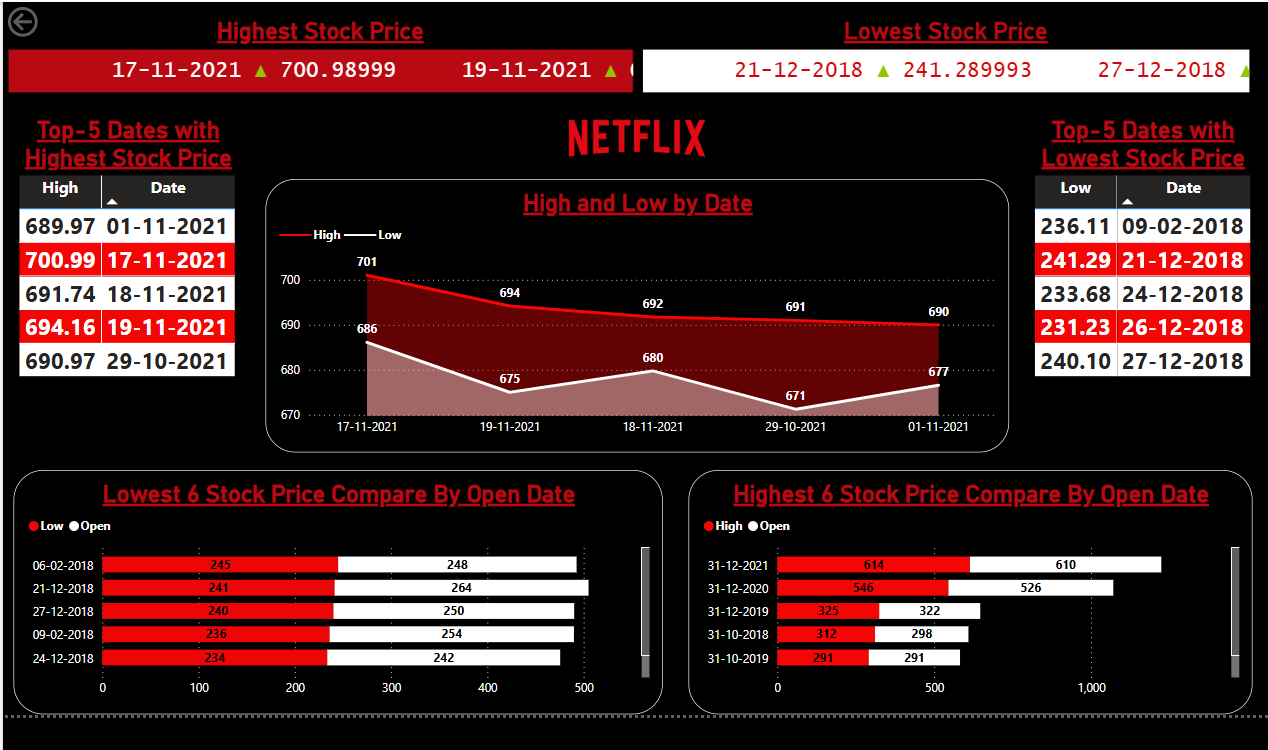 Highest Stock Price
Lowest Stock Price
17-11-2021 ▲ 700.98999 19-11-2021 ▲
21-12-2018 ▲ 241.289993 27-12-2018 ▲
Top-5 Dates with
Highest Stock Price
High Date
689.97 01-11-2021
700.99 17-11-2021
691.74 18-11-2021
694.16 19-11-2021
690.97 29-10-2021
NETFLIX
High and Low by Date
High Low
701
694
692
691
690
686
675
680
671
677
700
690
680
670
17-11-2021 19-11-2021 18-11-2021 29-10-2021 01-11-2021
Top-5 Dates with
Lowest Stock Price
Low Date
236.11 09-02-2018
241.29 21-12-2018
233.68 24-12-2018
231.23 26-12-2018
240.10 27-12-2018
Lowest 6 Stock Price Compare By Open Date
Low Open
06-02-2018 245 248
21-12-2018 241 264
27-12-2018 240 250
09-02-2018 236 254
24-12-2018 234 242
0 100 200 300 400 500
Highest 6 Stock Price Compare By Open Date
High Open
31-12-2021 614 610
31-12-2020 546 526
31-12-2019 325 322
31-10-2018 312 298
31-10-2019 291 291
0 500 1,000